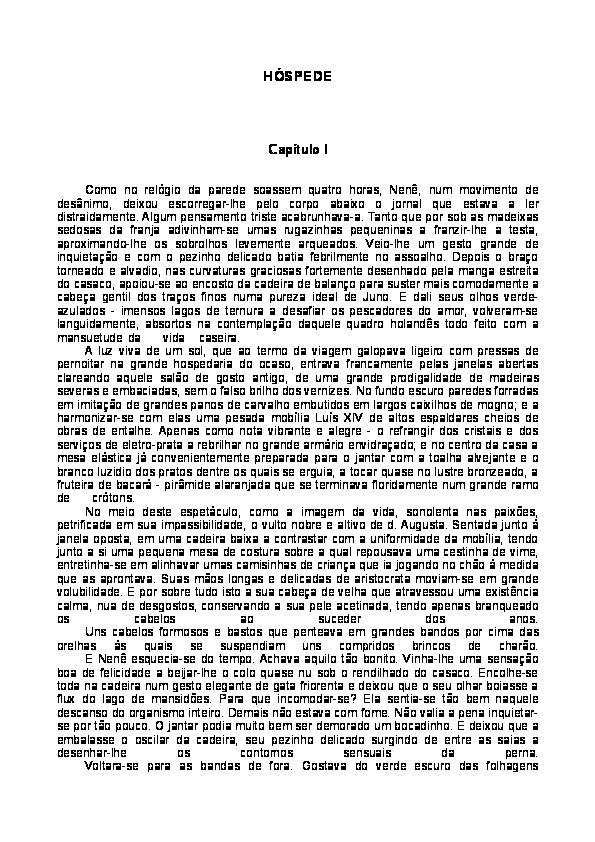 HÓSPEDE
Capítulo I
Como no relógio da parede soassem quatro horas, Nenê, num movimento de
desânimo, deixou escorregar-lhe pelo corpo abaixo o jornal que estava a ler
distraidamente. Algum pensamento triste acabrunhava-a. Tanto que por sob as madeixas
sedosas da franja adivinham-se umas rugazinhas pequeninas a franzir-lhe a testa,
aproximando-lhe os sobrolhos levemente arqueados. Veio-lhe um gesto grande de
inquietação e com o pezinho delicado batia febrilmente no assoalho. Depois o braço
torneado e alvadio, nas curvaturas graciosas fortemente desenhado pela manga estreita
do casaco, apoiou-se ao encosto da cadeira de balanço para suster mais comodamente a
cabeça gentil dos traços finos numa pureza ideal de Juno. E dali seus olhos verde-
azulados - imensos lagos de ternura a desafiar os pescadores do amor, volveram-se
languidamente, absortos na contemplação daquele quadro holandês todo feito com a
mansuetude da vida caseira.
A luz viva de um sol, que ao termo da viagem galopava ligeiro com pressas de
pernoitar na grande hospedaria do ocaso, entrava francamente pelas janelas abertas
clareando aquele salão de gosto antigo, de uma grande prodigalidade de madeiras
severas e embaciadas, sem o falso brilho dos vernizes. No fundo escuro paredes forradas
em imitação de grandes panos de carvalho embutidos em largos caixilhos de mogno; e a
harmonizar-se com elas uma pesada mobília Luís XIV de altos espaldares cheios de
obras de entalhe. Apenas como nota vibrante e alegre - o refrangir dos cristais e dos
serviços de eletro-prata a rebrilhar no grande armário envidraçado; e no centro da casa a
mesa elástica já convenientemente preparada para o jantar com a toalha alvejante e o
branco luzidio dos pratos dentre os quais se erguia, a tocar quase no lustre bronzeado, a
fruteira de bacará - pirâmide alaranjada que se terminava floridamente num grande ramo
de crótons.
No meio deste espetáculo, como a imagem da vida, sonolenta nas paixões,
petrificada em sua impassibilidade, o vulto nobre e altivo de d. Augusta. Sentada junto à
janela oposta, em uma cadeira baixa a contrastar com a uniformidade da mobília, tendo
junto a si uma pequena mesa de costura sobre a qual repousava uma cestinha de vime,
entretinha-se em alinhavar umas camisinhas de criança que ia jogando no chão à medida
que as aprontava. Suas mãos longas e delicadas de aristocrata moviam-se em grande
volubilidade. E por sobre tudo isto a sua cabeça de velha que atravessou uma existência
calma, nua de desgostos, conservando a sua pele acetinada, tendo apenas branqueado
os cabelos ao suceder dos anos.
Uns cabelos formosos e bastos que penteava em grandes bandos por cima das
orelhas às quais se suspendiam uns compridos brincos de charão.
E Nenê esquecia-se do tempo. Achava aquilo tão bonito. Vinha-lhe uma sensação
boa de felicidade a beijar-lhe o colo quase nu sob o rendilhado do casaco. Encolhe-se
toda na cadeira num gesto elegante de gata friorenta e deixou que o seu olhar boiasse a
flux do lago de mansidões. Para que incomodar-se? Ela sentia-se tão bem naquele
descanso do organismo inteiro. Demais não estava com fome. Não valia a pena inquietar-
se por tão pouco. O jantar podia muito bem ser demorado um bocadinho. E deixou que a
embalasse o oscilar da cadeira, seu pezinho delicado surgindo de entre as saias a
desenhar-lhe os contornos sensuais da perna.
Voltara-se para as bandas de fora. Gostava do verde escuro das folhagens